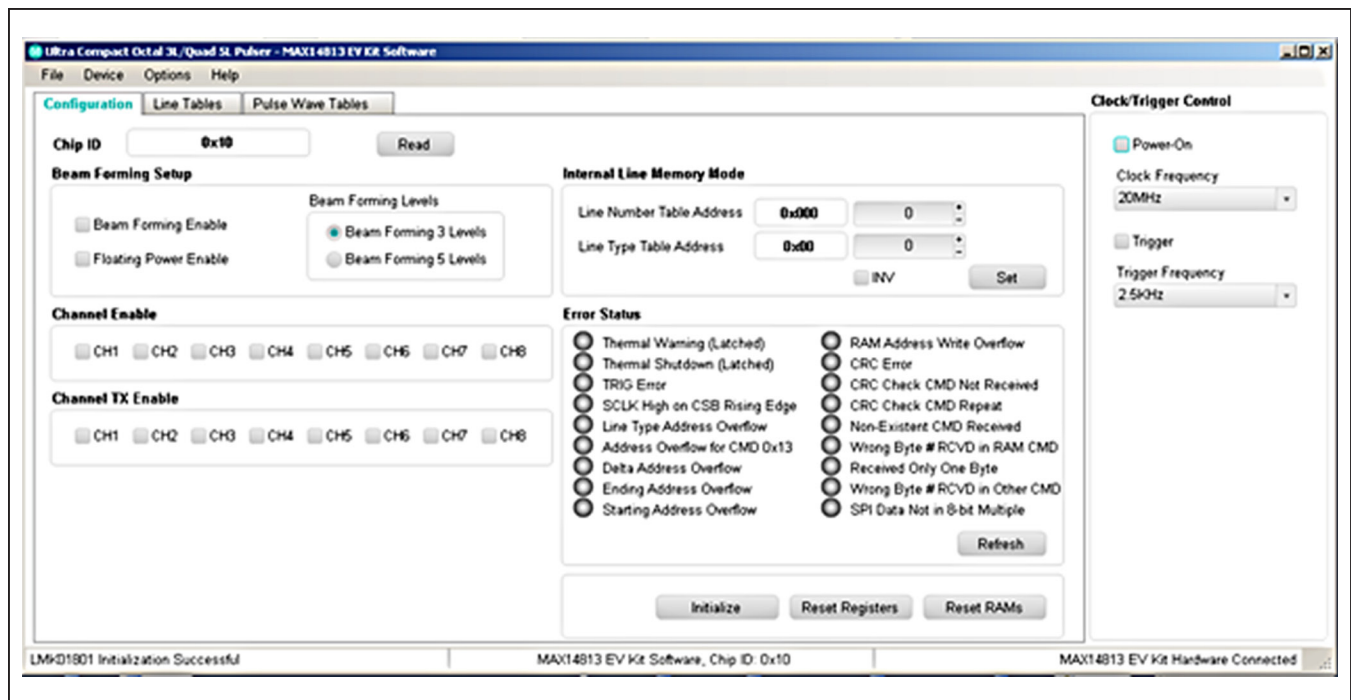 Ultra Compact Octal 3L/Quad 5L Pulser - MAX14813 EV Kit Software
File Device Options Help
Configuration Line Tables Pulse Wave Tables
Chip ID 0x10 Read
Beam Forming Setup
Beam Forming Enable
Floating Power Enable
Beam Forming Levels
Beam Forming 3 Levels
Beam Forming 5 Levels
Channel Enable
CH1 CH2 CH3 CH4 CH5 CH6 CH7 CH8
Channel TX Enable
CH1 CH2 CH3 CH4 CH5 CH6 CH7 CH8
Internal Line Memory Mode
Line Number Table Address 0x000 0
Line Type Table Address 0x00 0
INV Set
Error Status
Thermal Warning (Latched)
Thermal Shutdown (Latched)
TRIG Error
SCLK High on CSB Rising Edge
Line Type Address Overflow
Address Overflow for CMD 0x13
Delta Address Overflow
Ending Address Overflow
Starting Address Overflow
RAM Address Write Overflow
CRC Error
CRC Check CMD Not Received
CRC Check CMD Repeat
Non-Existent CMD Received
Wrong Byte # RCVD in RAM CMD
Received Only One Byte
Wrong Byte # RCVD in Other CMD
SPI Data Not in 8-bit Multiple
Refresh
Initialize Reset Registers Reset RAMs
Clock/Trigger Control
Power-On
Clock Frequency
20MHz
Trigger
Trigger Frequency
2.5KHz
LMK01801 Initialization Successful MAX14813 EV Kit Software, Chip ID: 0x10 MAX14813 EV Kit Hardware Connected